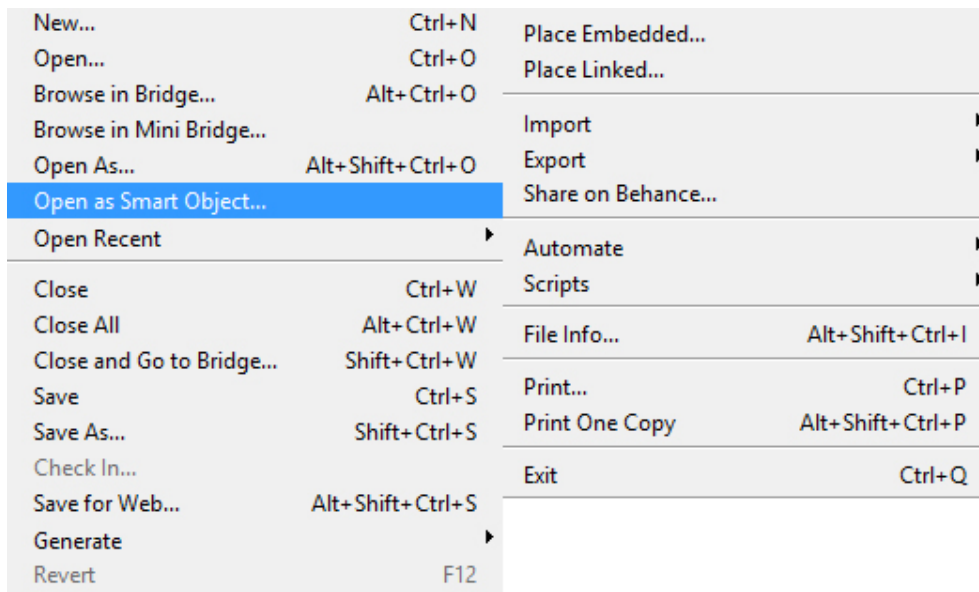 New... Ctrl+N
Open... Ctrl+O
Browse in Bridge... Alt+Ctrl+O
Browse in Mini Bridge...
Open As... Alt+Shift+Ctrl+O
Open as Smart Object...
Open Recent
Close Ctrl+W
Close All Alt+Ctrl+W
Close and Go to Bridge... Shift+Ctrl+W
Save Ctrl+S
Save As... Shift+Ctrl+S
Check In...
Save for Web... Alt+Shift+Ctrl+S
Generate
Revert F12
Place Embedded...
Place Linked...
Import
Export
Share on Behance...
Automate
Scripts
File Info... Alt+Shift+Ctrl+I
Print... Ctrl+P
Print One Copy Alt+Shift+Ctrl+P
Exit Ctrl+Q